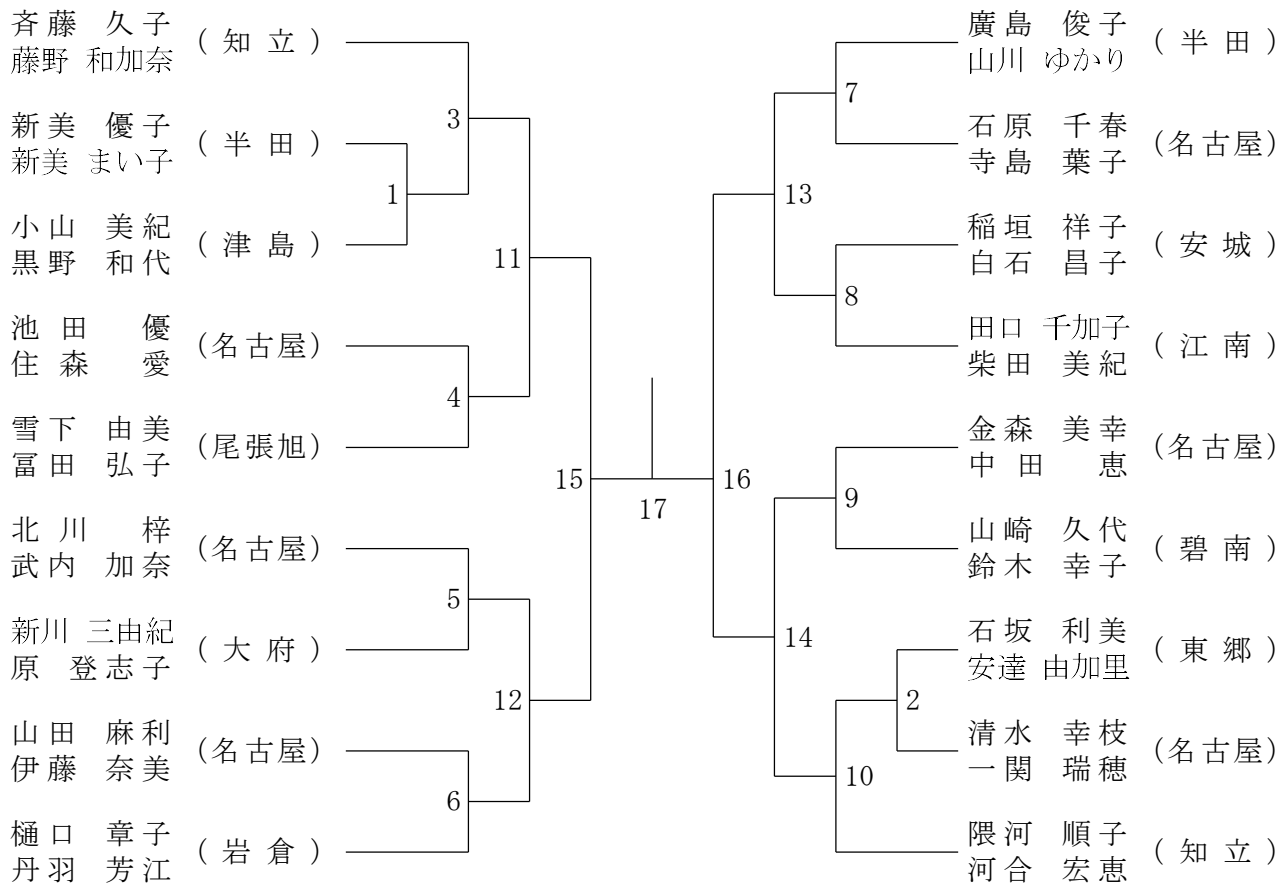 斉藤 久子
藤野 和加奈
(知立)
新美 優子
新美 まい子
(半田)
小山 美紀
黒野 和代
(津島)
池田 優
住森 愛
(名古屋)
雪下 由美
冨田 弘子
(尾張旭)
北川 梓
武内 加奈
(名古屋)
新川 三由紀
原 登志子
(大府)
山田 麻利
伊藤 奈美
(名古屋)
樋口 章子
丹羽 芳江
(岩倉)
3
1
11
4
15
5
12
6
17
16
7
13
8
9
14
2
10
廣島 俊子
山川 ゆかり
(半田)
石原 千春
寺島 葉子
(名古屋)
稲垣 祥子
白石 昌子
(安城)
田口 千加子
柴田 美紀
(江南)
金森 美幸
中田 恵
(名古屋)
山崎 久代
鈴木 幸子
(碧南)
石坂 利美
安達 由加里
(東郷)
清水 幸枝
一関 瑞穂
(名古屋)
隈河 順子
河合 宏恵
(知立)